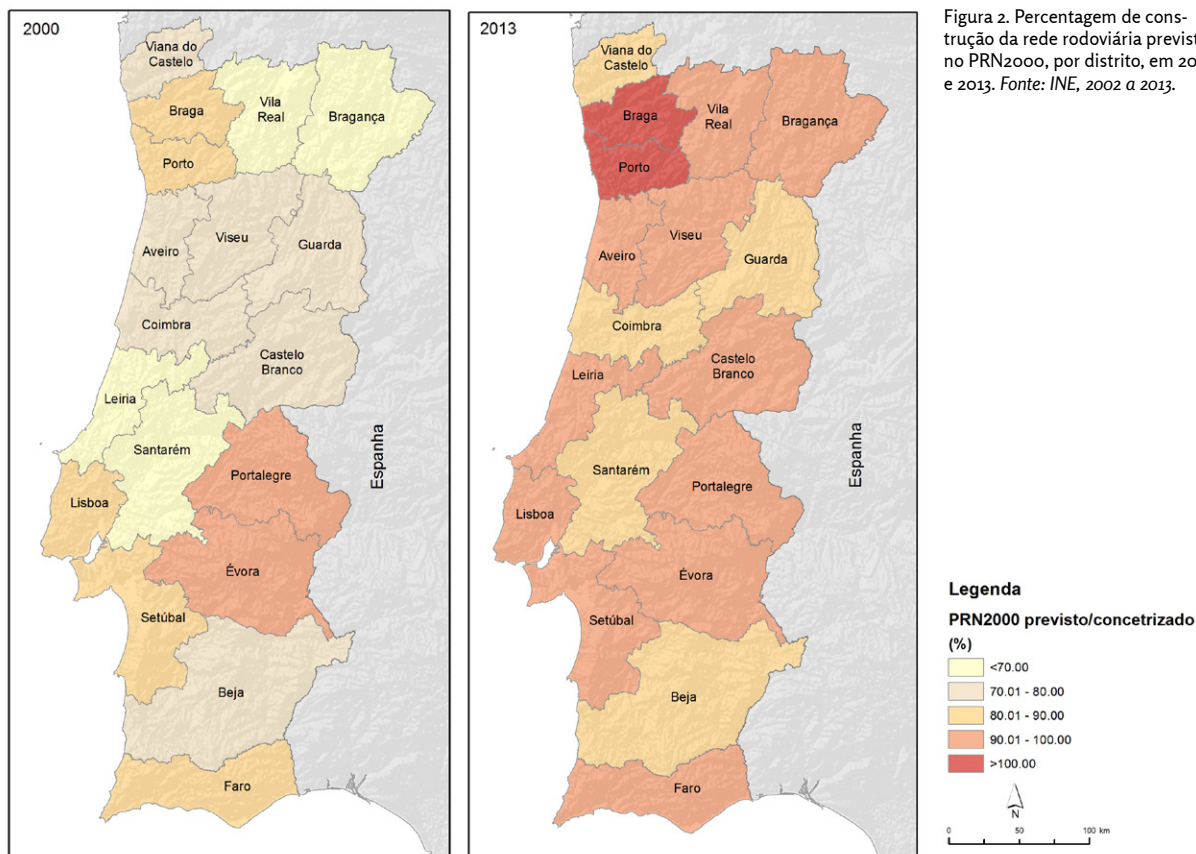 2000
Viana do
Castelo
Braga
Vila
Real
Bragança
Porto
Aveiro
Viseu
Guarda
Coimbra
Castelo
Branco
Leiria
Santarém
Espanha
Portalegre
Lisboa
Évora
Setúbal
Beja
Faro
2013
Viana do
Castelo
Braga
Vila
Real
Bragança
Porto
Aveiro
Viseu
Guarda
Coimbra
Castelo
Branco
Leiria
Santarém
Espanha
Portalegre
Lisboa
Évora
Setúbal
Beja
Faro
Figura 2. Percentagem de cons-
trução da rede rodoviária previst
no PRN2000, por distrito, em 20
e 2013. Fonte: INE, 2002 a 2013.
Legenda
PRN2000 previsto/concetrizado
(%)
<70.00
70.01 - 80.00
80.01 - 90.00
90.01 - 100.00
>100.00
N
0 50 100 km